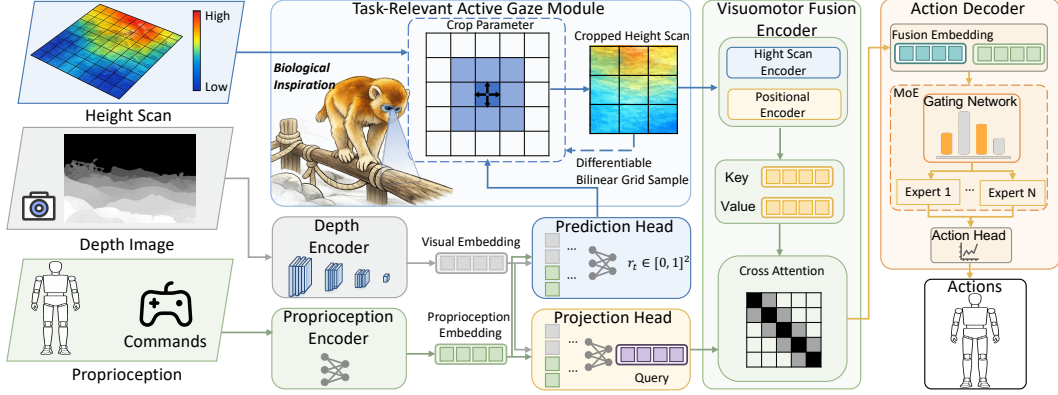 High
Low
Height Scan
Depth Image
Commands
Proprioception
Task-Relevant Active Gaze Module
Biological
Inspiration
Crop Parameter
Cropped Height Scan
Differentiable
Bilinear Grid Sample
Depth
Encoder
Visual Embedding
Prediction Head
...
...
r_t ∈ [0, 1]^2
Proprioception
Encoder
Proprioception
Embedding
Projection Head
...
...
Query
Visuomotor Fusion
Encoder
Hight Scan
Encoder
Positional
Encoder
Key
Value
Cross Attention
Action Decoder
Fusion Embedding
MoE
Gating Network
Expert 1 ... Expert N
Action Head
Actions